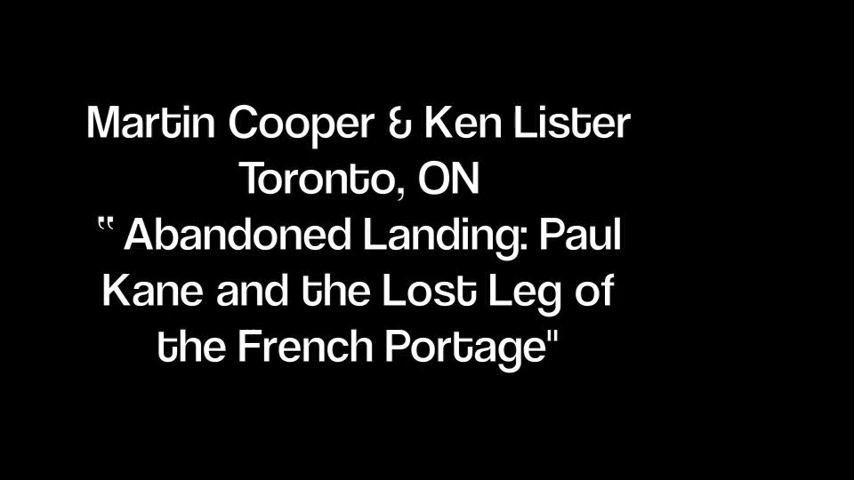 Martin Cooper & Ken Lister
Toronto, ON
“ Abandoned Landing: Paul
Kane and the Lost Leg of
the French Portage"